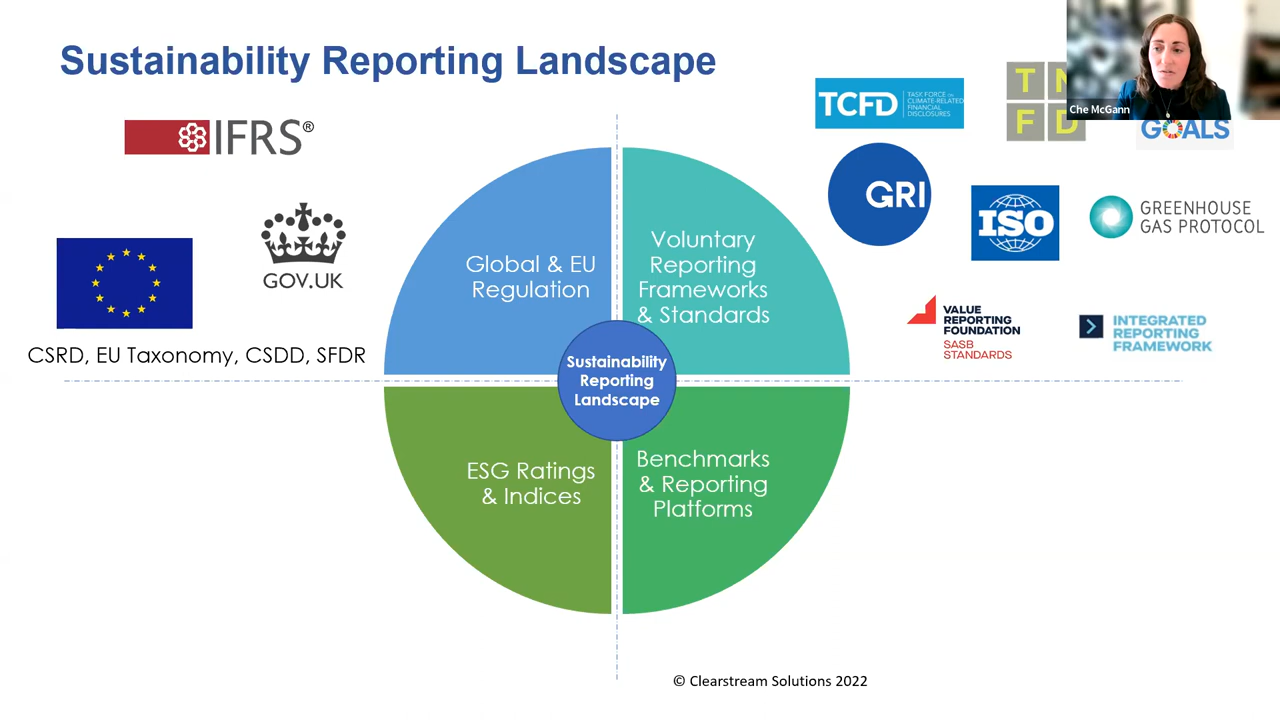 Sustainability Reporting Landscape
Che McGann
IFRS®
GOV.UK
CSRD, EU Taxonomy, CSDD, SFDR
TCFD
TASK FORCE ON
CLIMATE-RELATED
FINANCIAL
DISCLOSURES
T N
F D
GOALS
GRI
ISO
GREENHOUSE
GAS PROTOCOL
VALUE
REPORTING
FOUNDATION
SASB
STANDARDS
INTEGRATED
REPORTING
FRAMEWORK
Global & EU
Regulation
Voluntary
Reporting
Frameworks
& Standards
Sustainability
Reporting
Landscape
ESG Ratings
& Indices
Benchmarks
& Reporting
Platforms
© Clearstream Solutions 2022